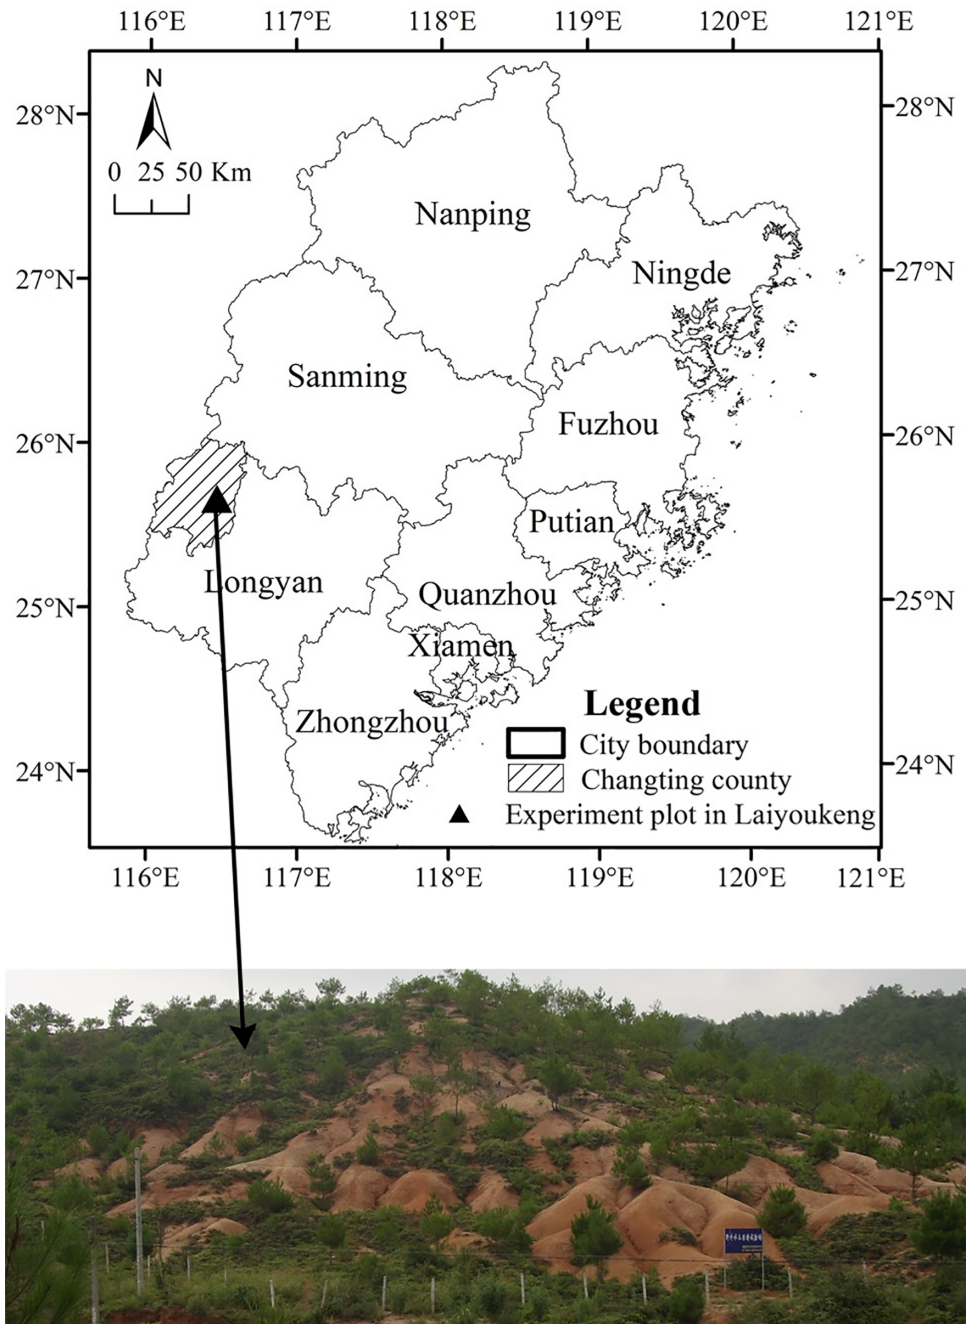 116°E 117°E 118°E 119°E 120°E 121°E
N
28°N 28°N
0 25 50 Km
Nanping
27°N 27°N
Ningde
Sanming
Fuzhou
26°N 26°N
Putian
Longyan
Quanzhou
25°N 25°N
Xiamen
Legend
Zhongzhou
City boundary
24°N 24°N
Changting county
Experiment plot in Laiyoukeng
116°E 117°E 118°E 119°E 120°E 121°E